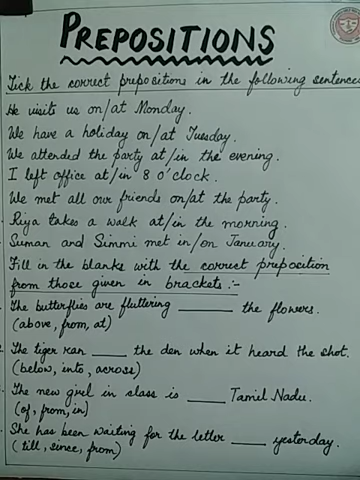 PREPOSITIONS
Tick the correct prepositions in the following sentences
He visits us on/at Monday.
We have a holiday on/at Tuesday.
We attended the party at/in the evening.
I left office at/in 8 o'clock.
We met all our friends on/at the party.
Riya takes a walk at/in the morning.
Suman and Simmi met in/on January.
Fill in the blanks with the correct preposition
from those given in brackets :-
The butterflies are fluttering ______ the flowers.
(above, from, at)
The tiger ran ____ the den when it heard the shot.
(below, into, across)
The new girl in class is ____ Tamil Nadu.
(of, from, in)
She has been waiting for the letter ____ yesterday.
(till, since, from)